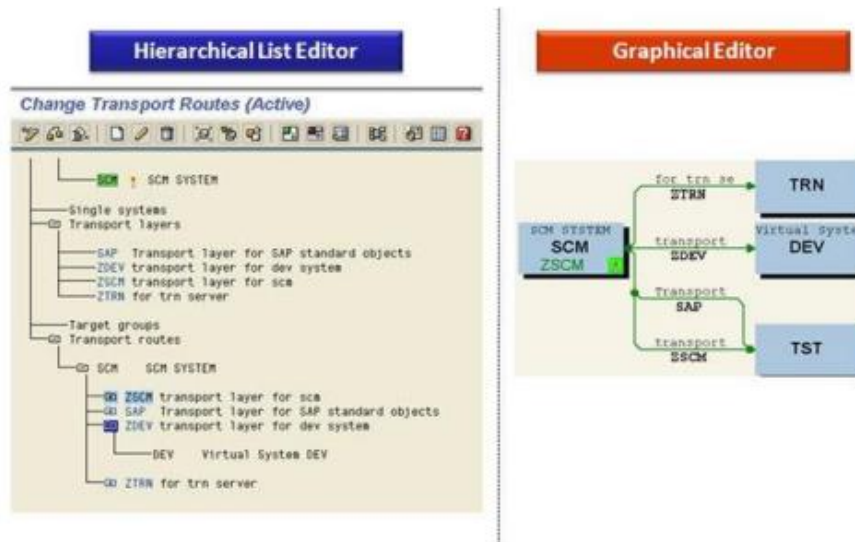 Hierarchical List Editor
Graphical Editor
Change Transport Routes (Active)
SCM ! SCM SYSTEM
Single systems
Transport layers
SAP Transport layer for SAP standard objects
ZDEV transport layer for dev system
ZSCM transport layer for scm
ZTRN for trn server
Target groups
Transport routes
SCM SCM SYSTEM
ZSCM transport layer for scm
SAP Transport layer for SAP standard objects
ZDEV transport layer for dev system
DEV Virtual System DEV
ZTRN for trn server
SCM SYSTEM
SCM
ZSCM
for trn se
ZTRN
transport
ZDEV
Transport
SAP
transport
ZSCM
TRN
Virtual Syste
DEV
TST